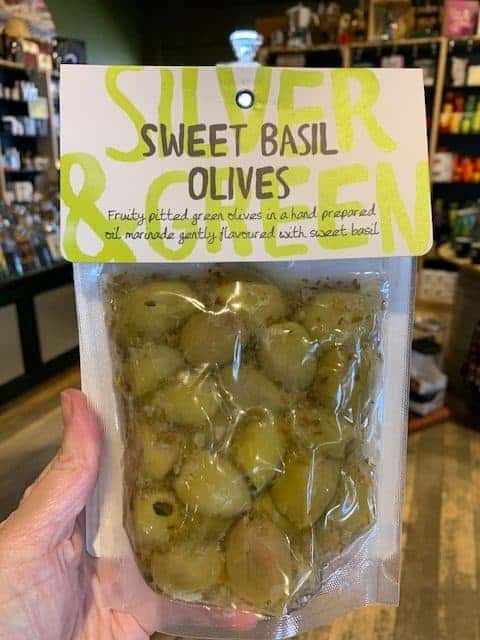 SILVER
& GREEN
SWEET BASIL
OLIVES
Fruity pitted green olives in a hand prepared
oil marinade gently flavoured with sweet basil